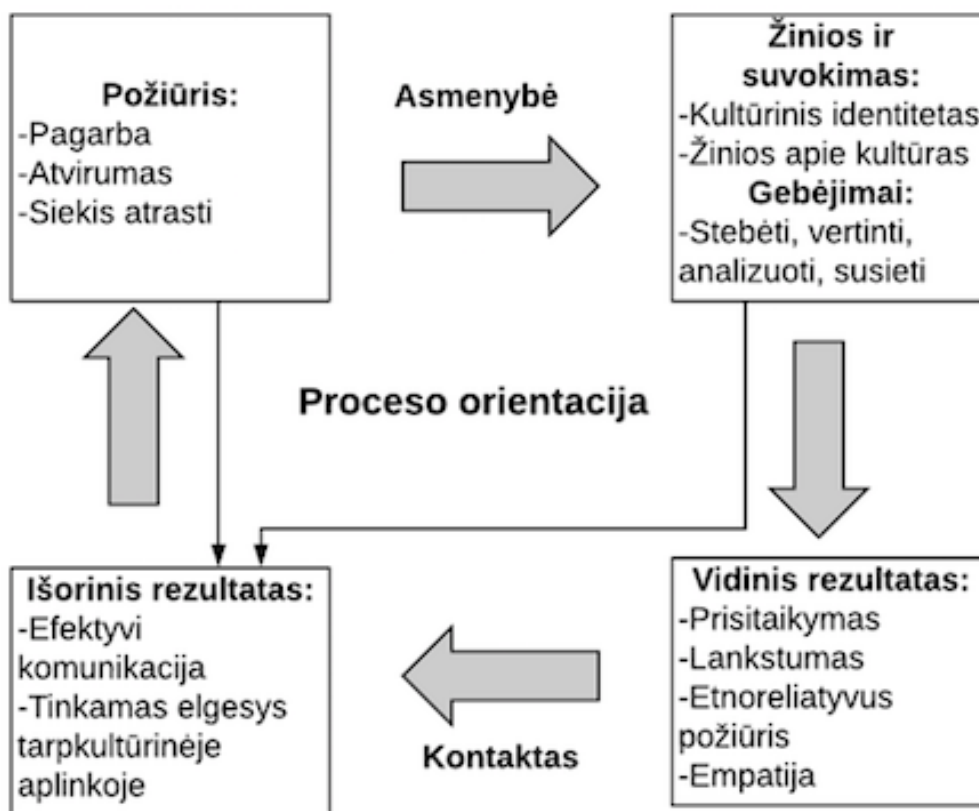 Požiūris:
-Pagarba
-Atvirumas
-Siekis atrasti
Asmenybė
Žinios ir
suvokimas:
-Kultūrinis identitetas
-Žinios apie kultūras
Gebėjimai:
-Stebėti, vertinti,
analizuoti, susieti
Proceso orientacija
Išorinis rezultatas:
-Efektyvi
komunikacija
-Tinkamas elgesys
tarpkultūrinėje
aplinkoje
Kontaktas
Vidinis rezultatas:
-Prisitaikymas
-Lankstumas
-Etnoreliatyvus
požiūris
-Empatija